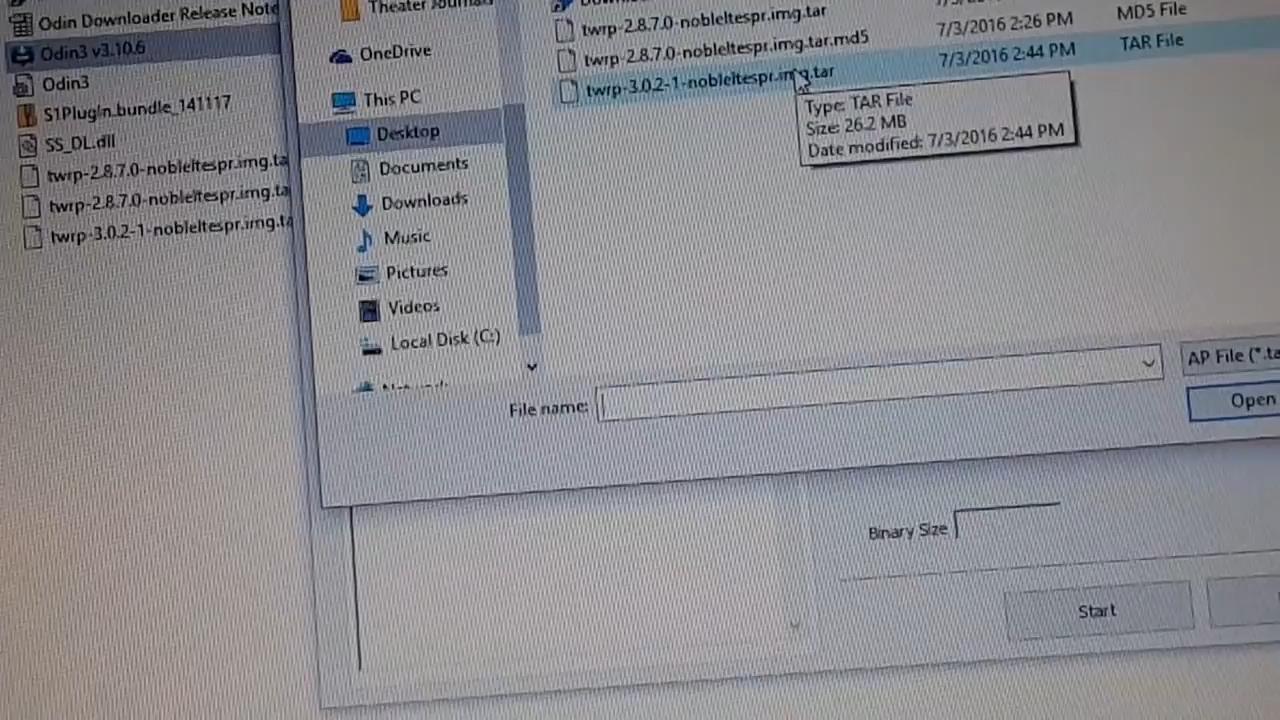 Odin Downloader Release Note
Odin3 v3.10.6
Odin3
S1Plugin.bundle_141117
SS_DL.dll
twrp-2.8.7.0-nobleltespr.img.ta
twrp-2.8.7.0-nobleltespr.img.ta
twrp-3.0.2-1-nobleltespr.img.ta
Theater Journals
OneDrive
This PC
Desktop
Documents
Downloads
Music
Pictures
Videos
Local Disk (C:)
twrp-2.8.7.0-nobleltespr.img.tar
twrp-2.8.7.0-nobleltespr.img.tar.md5 7/3/2016 2:26 PM MD5 File
twrp-3.0.2-1-nobleltespr.img.tar 7/3/2016 2:44 PM TAR File
Type: TAR File
Size: 26.2 MB
Date modified: 7/3/2016 2:44 PM
File name: AP File (*.ta
Open
Binary Size
Start